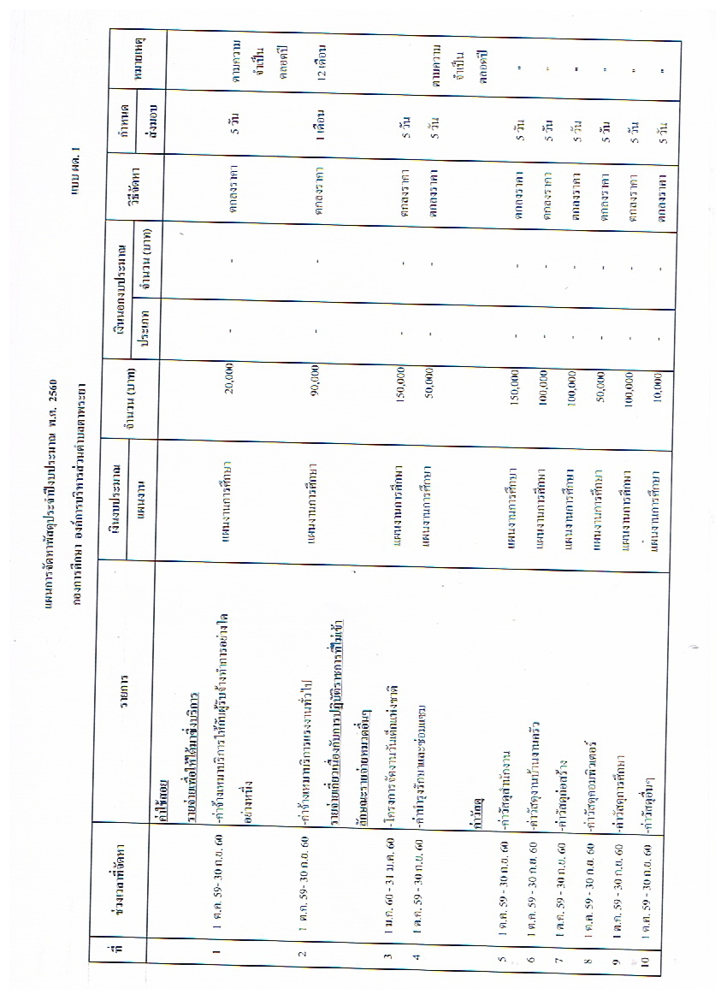 แบบ ผด. 1
แผนการจัดหาพัสดุประจำปีงบประมาณ พ.ศ. 2560
กองการศึกษา องค์การบริหารส่วนตำบลตาพระยา
ที่ ช่วงเวลาที่จัดหา รายการ เงินงบประมาณ จำนวน (บาท) เงินนอกงบประมาณ วิธีจัดหา กำหนด หมายเหตุ
แผนงาน ประเภท จำนวน (บาท) ส่งมอบ
ค่าใช้สอย
รายจ่ายเพื่อให้ได้มาซึ่งบริการ
1 1 ต.ค. 59- 30 ก.ย. 60 -ค่าจ้างเหมาบริการให้กับผู้รับจ้างทำการอย่างใด แผนงานการศึกษา 20,000 - - ตกลงราคา 5 วัน ตามความ
อย่างหนึ่ง จำเป็น
ตลอดปี
2 1 ต.ค. 59- 30 ก.ย. 60 -ค่าจ้างเหมาบริการแรงงานทั่วไป แผนงานการศึกษา 90,000 - - ตกลงราคา 1 เดือน 12 เดือน
รายจ่ายเกี่ยวเนื่องกับการปฏิบัติราชการที่ไม่เข้า
ลักษณะรายจ่ายหมวดอื่นๆ
3 1 ม.ค. 60 - 31 ม.ค. 60 -โครงการจัดงานวันเด็กแห่งชาติ แผนงานการศึกษา 150,000 - - ตกลงราคา 5 วัน
4 1 ต.ค. 59 - 30 ก.ย. 60 -ค่าบำรุงรักษาและซ่อมแซม แผนงานการศึกษา 50,000 - - ตกลงราคา 5 วัน ตามความ
จำเป็น
ค่าวัสดุ ตลอดปี
5 1 ต.ค. 59 - 30 ก.ย. 60 -ค่าวัสดุสำนักงาน แผนงานการศึกษา 150,000 - - ตกลงราคา 5 วัน "
6 1 ต.ค. 59 - 30 ก.ย. 60 -ค่าวัสดุงานบ้านงานครัว แผนงานการศึกษา 100,000 - - ตกลงราคา 5 วัน "
7 1 ต.ค. 59 - 30 ก.ย. 60 -ค่าวัสดุก่อสร้าง แผนงานการศึกษา 100,000 - - ตกลงราคา 5 วัน "
8 1 ต.ค. 59 - 30 ก.ย. 60 -ค่าวัสดุคอมพิวเตอร์ แผนงานการศึกษา 50,000 - - ตกลงราคา 5 วัน "
9 1 ต.ค. 59 - 30 ก.ย. 60 -ค่าวัสดุการศึกษา แผนงานการศึกษา 100,000 - - ตกลงราคา 5 วัน "
10 1 ต.ค. 59 - 30 ก.ย. 60 -ค่าวัสดุอื่นๆ แผนงานการศึกษา 10,000 - - ตกลงราคา 5 วัน "